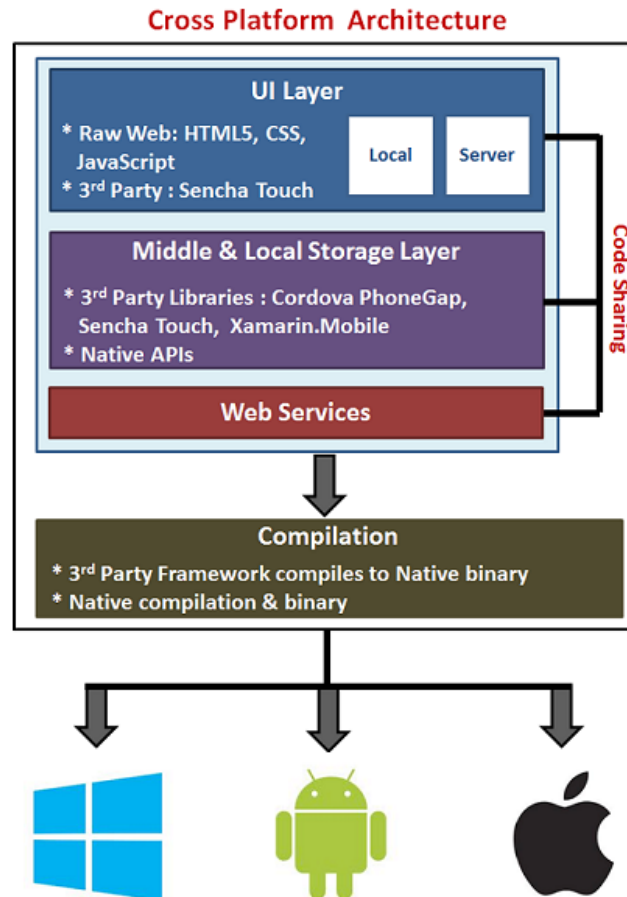 Cross Platform Architecture
UI Layer
* Raw Web: HTML5, CSS,
JavaScript
* 3rd Party : Sencha Touch
Local
Server
Middle & Local Storage Layer
* 3rd Party Libraries : Cordova PhoneGap,
Sencha Touch, Xamarin.Mobile
* Native APIs
Web Services
Code Sharing
Compilation
* 3rd Party Framework compiles to Native binary
* Native compilation & binary